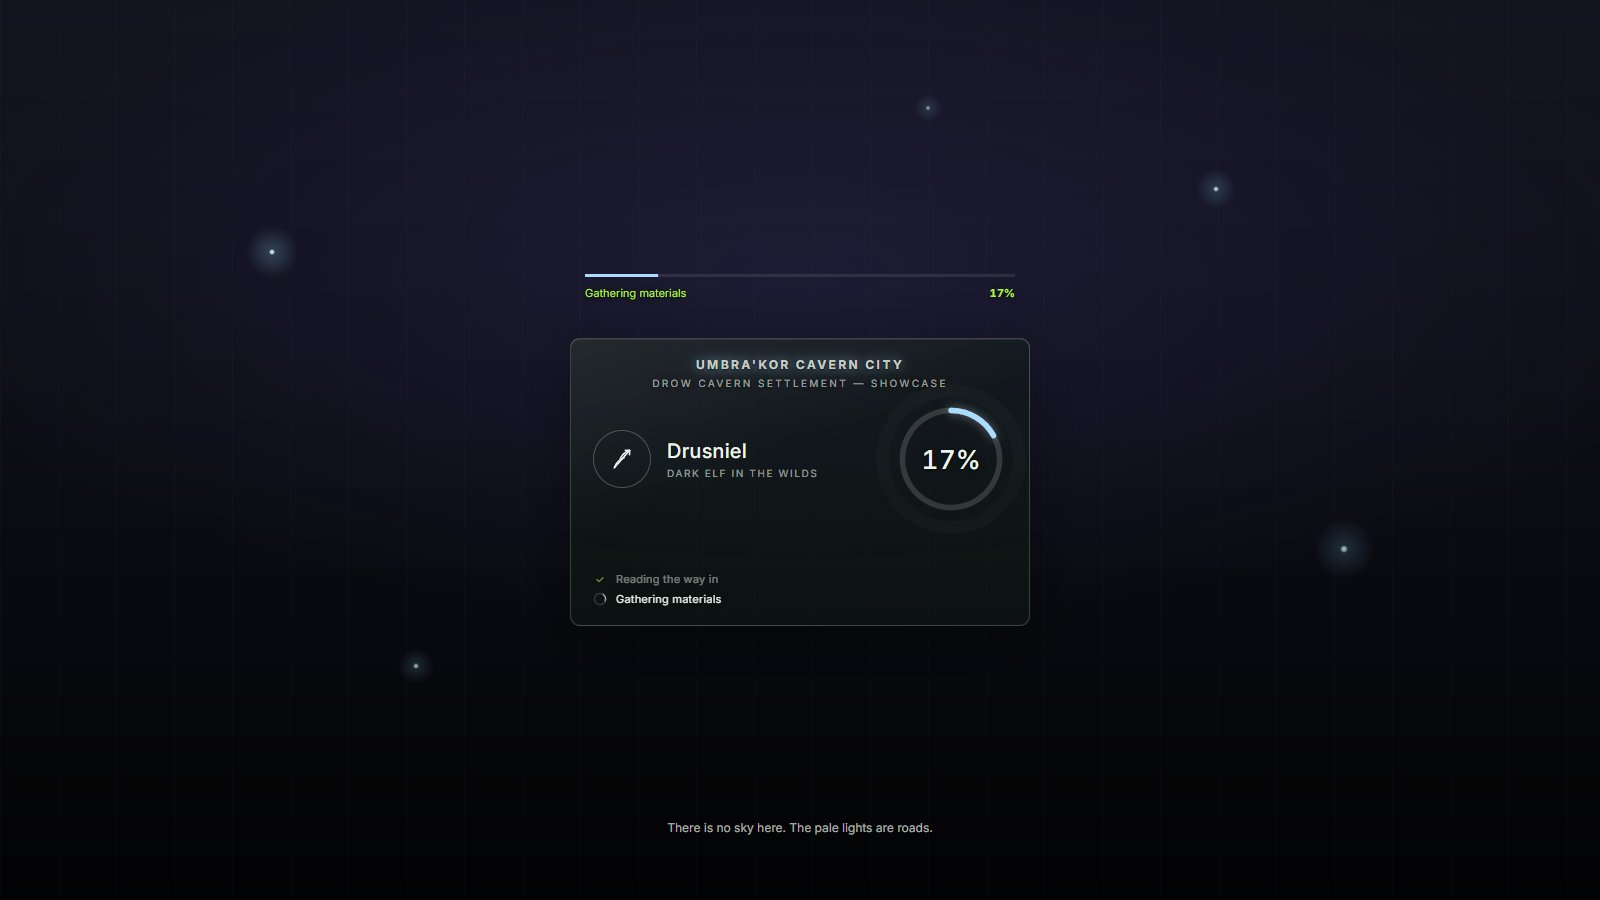 Gathering materials 17%
UMBRA'KOR CAVERN CITY
DROW CAVERN SETTLEMENT — SHOWCASE
Drusniel
DARK ELF IN THE WILDS
17%
Reading the way in
Gathering materials
There is no sky here. The pale lights are roads.